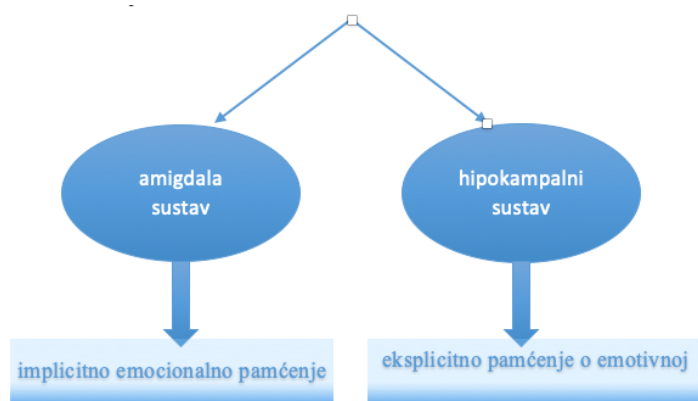 amigdala
sustav
hipokampalni
sustav
implicitno emocionalno pamćenje
eksplicitno pamćenje o emotivnoj